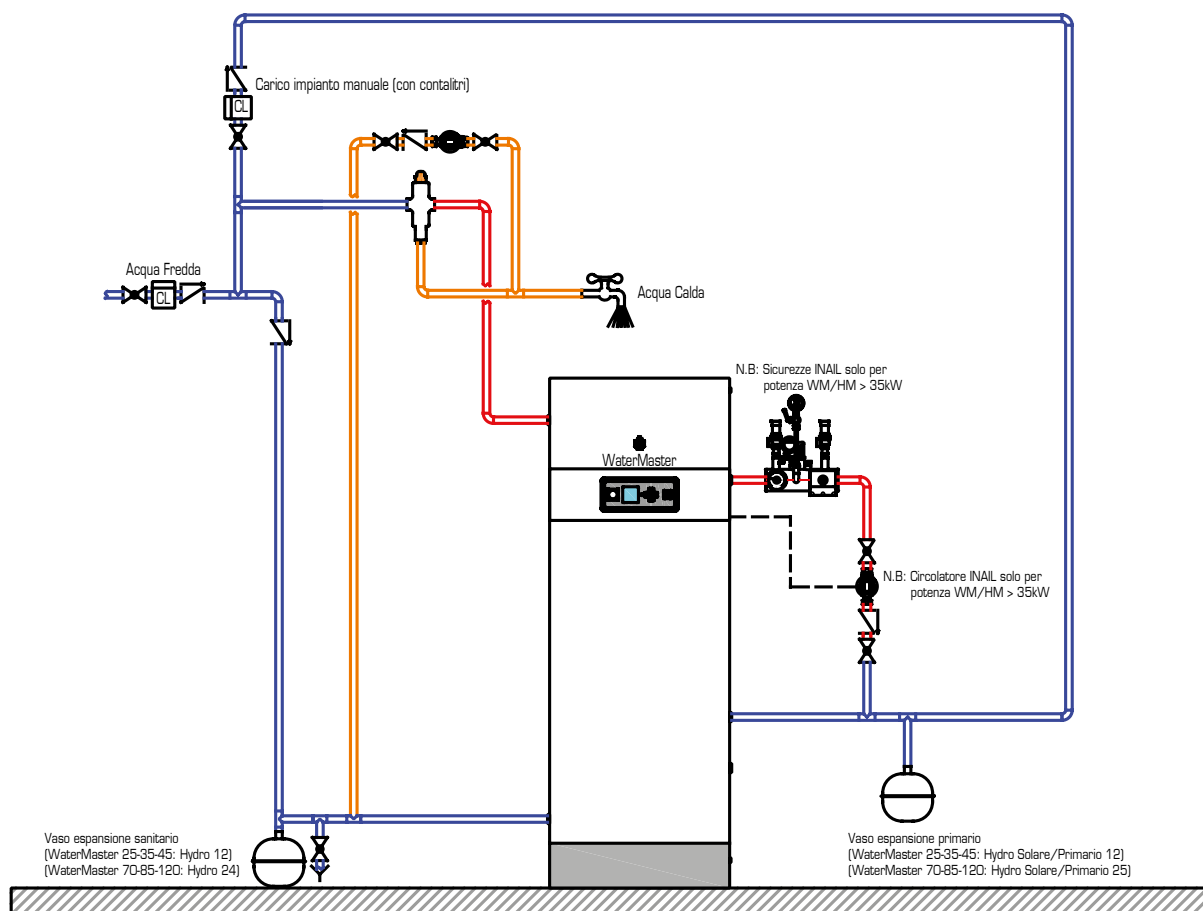 Carico impianto manuale (con contalitri)
CL
Acqua Fredda
CL
Acqua Calda
N.B: Sicurezze INAIL solo per
potenza WM/HM > 35kW
WaterMaster
N.B: Circolatore INAIL solo per
potenza WM/HM > 35kW
Vaso espansione sanitario
(WaterMaster 25-35-45: Hydro 12)
(WaterMaster 70-85-120: Hydro 24)
Vaso espansione primario
(WaterMaster 25-35-45: Hydro Solare/Primario 12)
(WaterMaster 70-85-120: Hydro Solare/Primario 25)